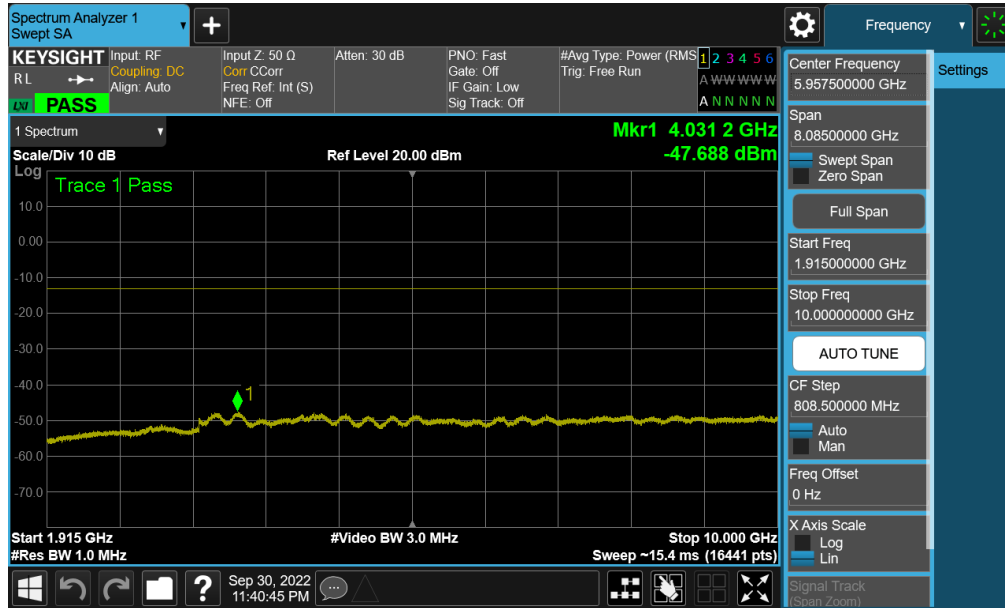 Spectrum Analyzer 1
Swept SA
+
Frequency
KEYSIGHT
R L
LXI PASS
Input: RF
Coupling: DC
Align: Auto
Input Z: 50 Ω
Corr CCorr
Freq Ref: Int (S)
NFE: Off
Atten: 30 dB
PNO: Fast
Gate: Off
IF Gain: Low
Sig Track: Off
#Avg Type: Power (RMS
Trig: Free Run
1 2 3 4 5 6
A W W W W W
A N N N N N
1 Spectrum
Mkr1 4.031 2 GHz
-47.688 dBm
Scale/Div 10 dB
Ref Level 20.00 dBm
Log
Trace 1 Pass
10.0
0.00
-10.0
-20.0
-30.0
-40.0
1
-50.0
-60.0
-70.0
Start 1.915 GHz
#Video BW 3.0 MHz
Stop 10.000 GHz
#Res BW 1.0 MHz
Sweep ~15.4 ms (16441 pts)
?
Sep 30, 2022
11:40:45 PM
Center Frequency
5.957500000 GHz
Settings
Span
8.08500000 GHz
Swept Span
Zero Span
Full Span
Start Freq
1.915000000 GHz
Stop Freq
10.000000000 GHz
AUTO TUNE
CF Step
808.500000 MHz
Auto
Man
Freq Offset
0 Hz
X Axis Scale
Log
Lin
Signal Track
(Span Zoom)